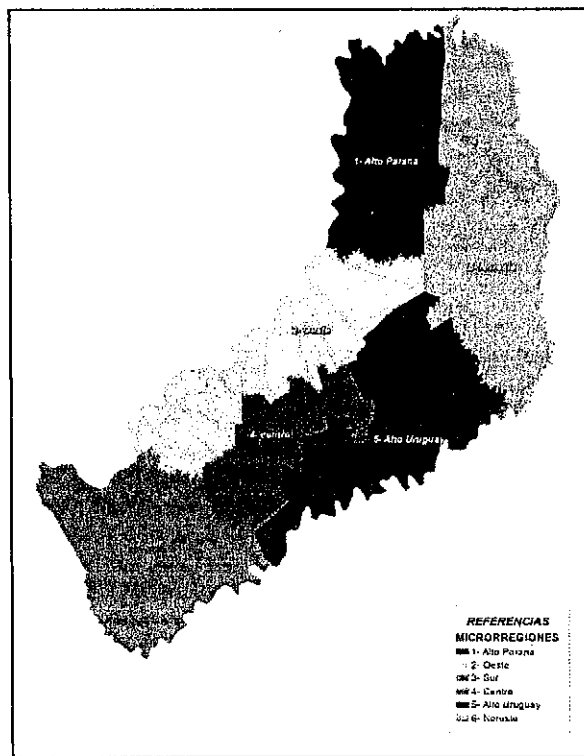 1- Alto Parana
2- oeste
4- centro
5- Alto Uruguay
REFERENCIAS
MICRORREGIONES
1- Alto Parana
2- Oeste
3- Sur
4- Centro
5- Alto Uruguay
6- Noreste